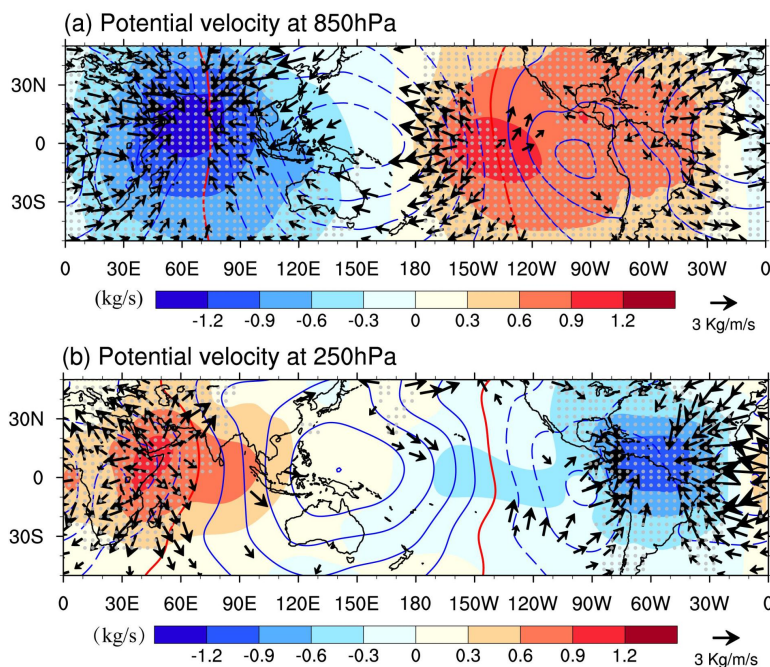 (a) Potential velocity at 850hPa
30N
0
30S
0 30E 60E 90E 120E 150E 180 150W 120W 90W 60W 30W 0
(kg/s) -1.2 -0.9 -0.6 -0.3 0 0.3 0.6 0.9 1.2 3 Kg/m/s
(b) Potential velocity at 250hPa
30N
0
30S
0 30E 60E 90E 120E 150E 180 150W 120W 90W 60W 30W 0
(kg/s) -1.2 -0.9 -0.6 -0.3 0 0.3 0.6 0.9 1.2 3 Kg/m/s